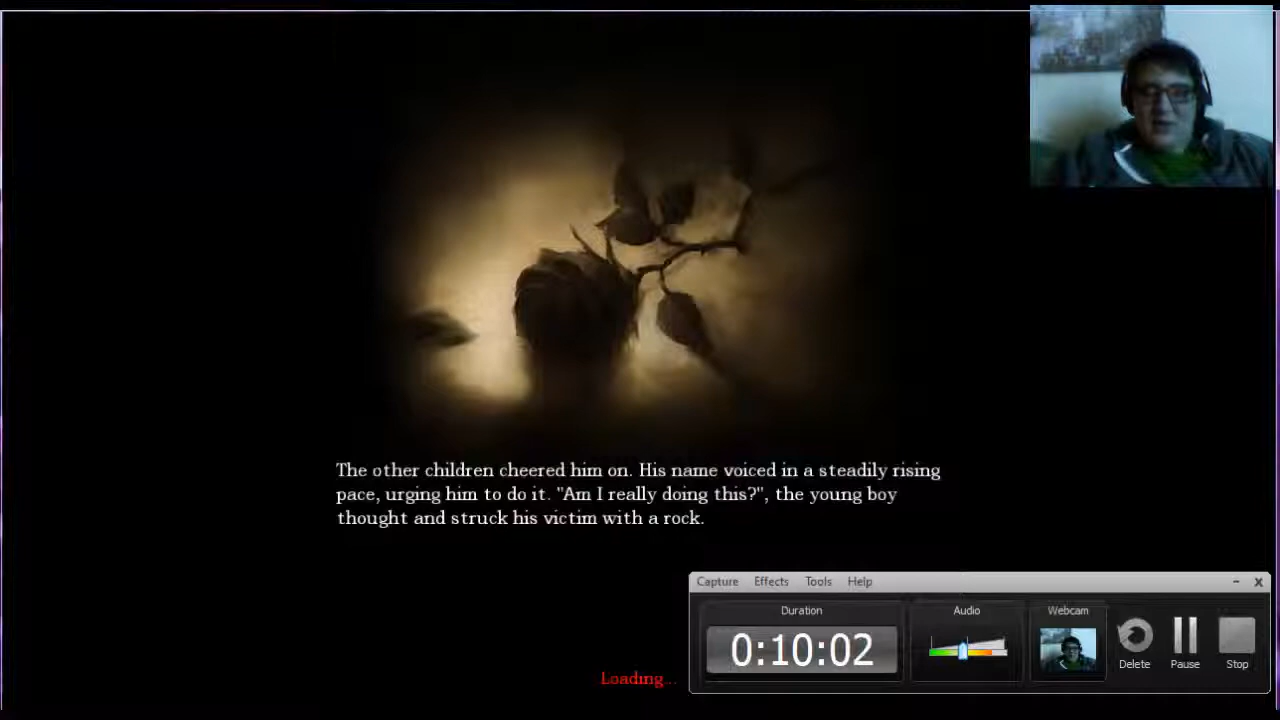 The other children cheered him on. His name voiced in a steadily rising
pace, urging him to do it. "Am I really doing this?", the young boy
thought and struck his victim with a rock.
Capture Effects Tools Help
Duration
Audio
Webcam
0:10:02
Delete Pause Stop
Loading...